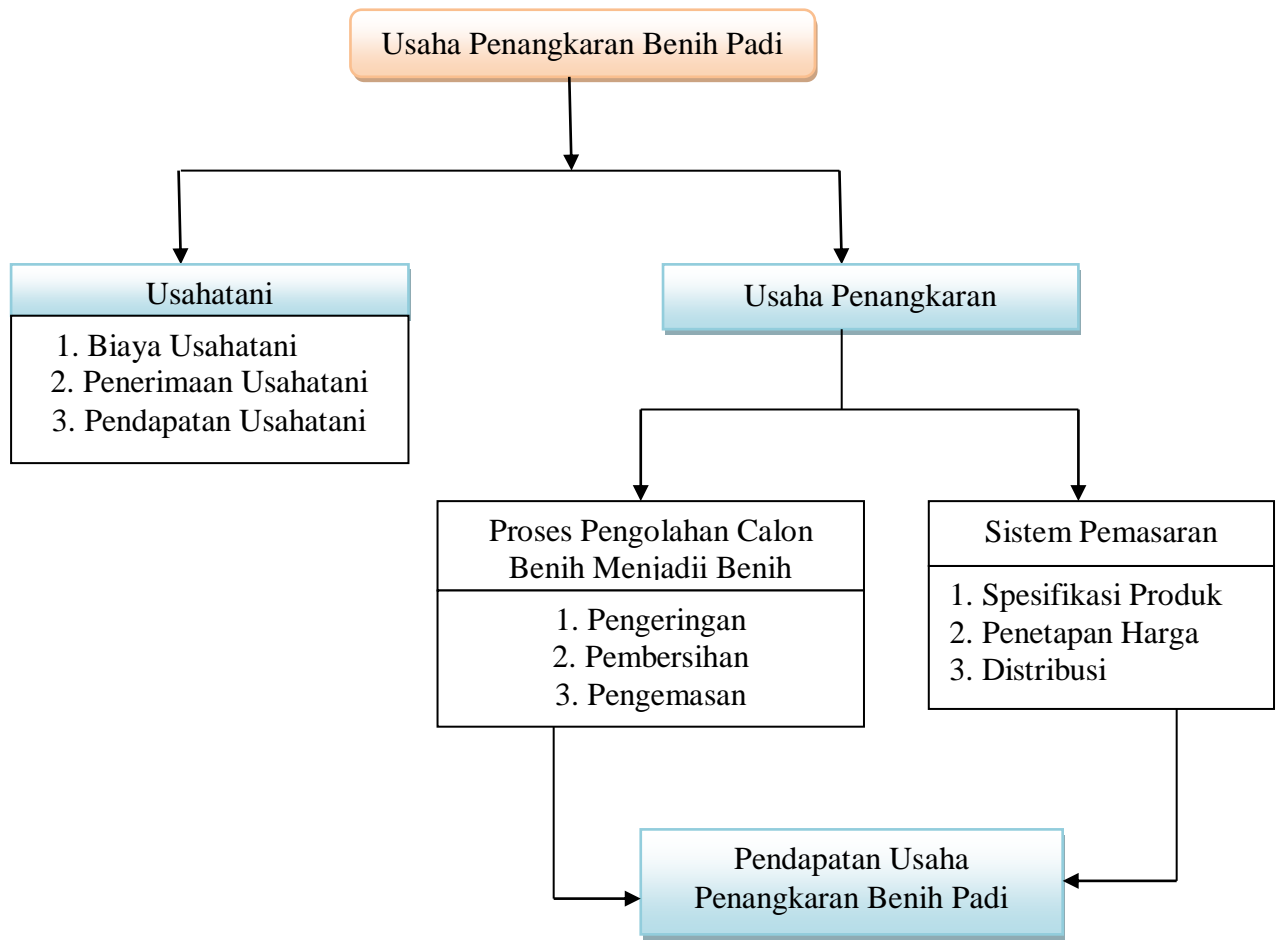 Usaha Penangkaran Benih Padi
Usahatani
1. Biaya Usahatani
2. Penerimaan Usahatani
3. Pendapatan Usahatani
Usaha Penangkaran
Proses Pengolahan Calon
Benih Menjadii Benih
1. Pengeringan
2. Pembersihan
3. Pengemasan
Sistem Pemasaran
1. Spesifikasi Produk
2. Penetapan Harga
3. Distribusi
Pendapatan Usaha
Penangkaran Benih Padi